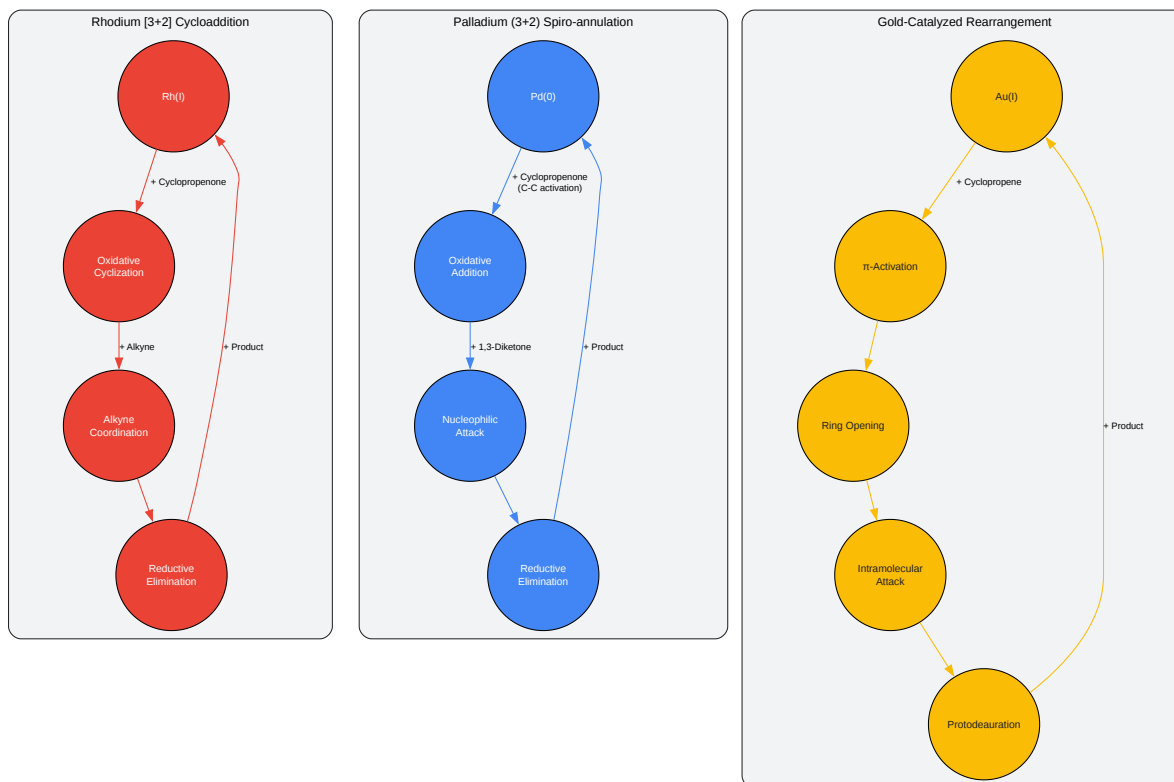 Rhodium [3+2] Cycloaddition
Rh(I)
+ Cyclopropenone
Oxidative
Cyclization
+ Alkyne
+ Product
Alkyne
Coordination
Reductive
Elimination
Palladium (3+2) Spiro-annulation
Pd(0)
+ Cyclopropenone
(C-C activation)
Oxidative
Addition
+ 1,3-Diketone
+ Product
Nucleophilic
Attack
Reductive
Elimination
Gold-Catalyzed Rearrangement
Au(I)
+ Cyclopropene
π-Activation
Ring Opening
+ Product
Intramolecular
Attack
Protodeauration